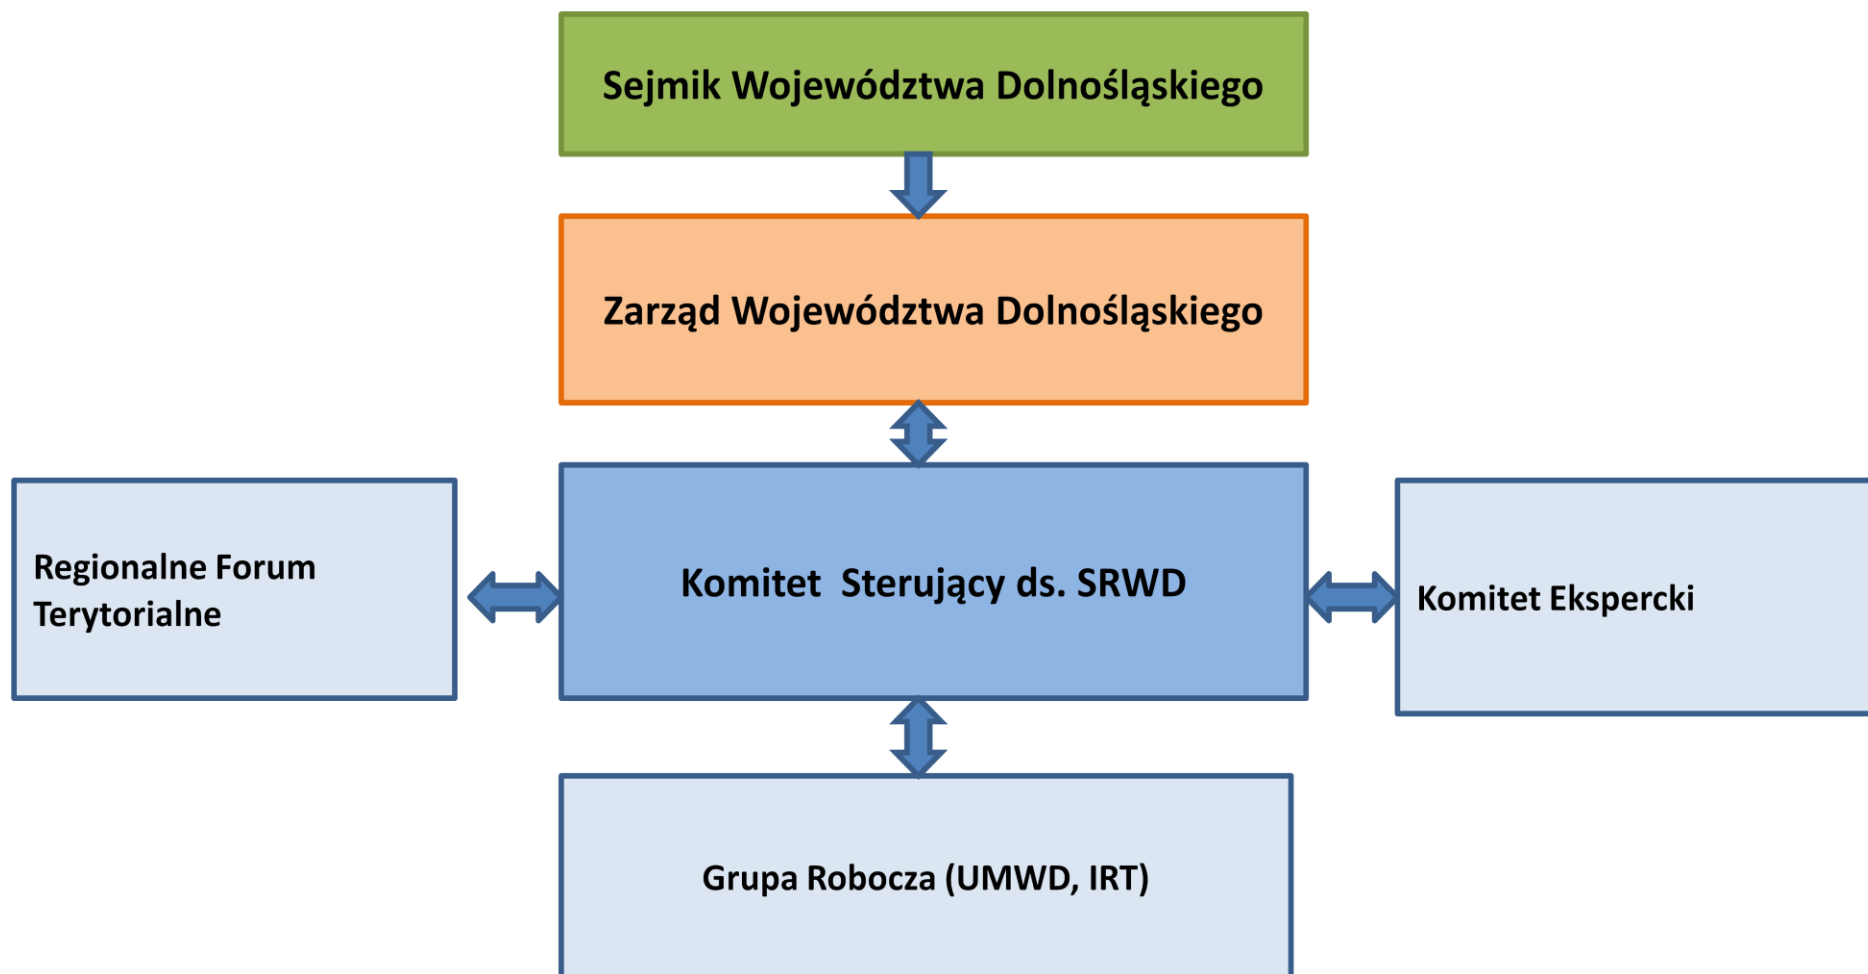 Sejmik Województwa Dolnośląskiego
Zarząd Województwa Dolnośląskiego
Regionalne Forum
Terytorialne
Komitet  Sterujący ds. SRWD
Komitet Ekspercki
Grupa Robocza (UMWD, IRT)